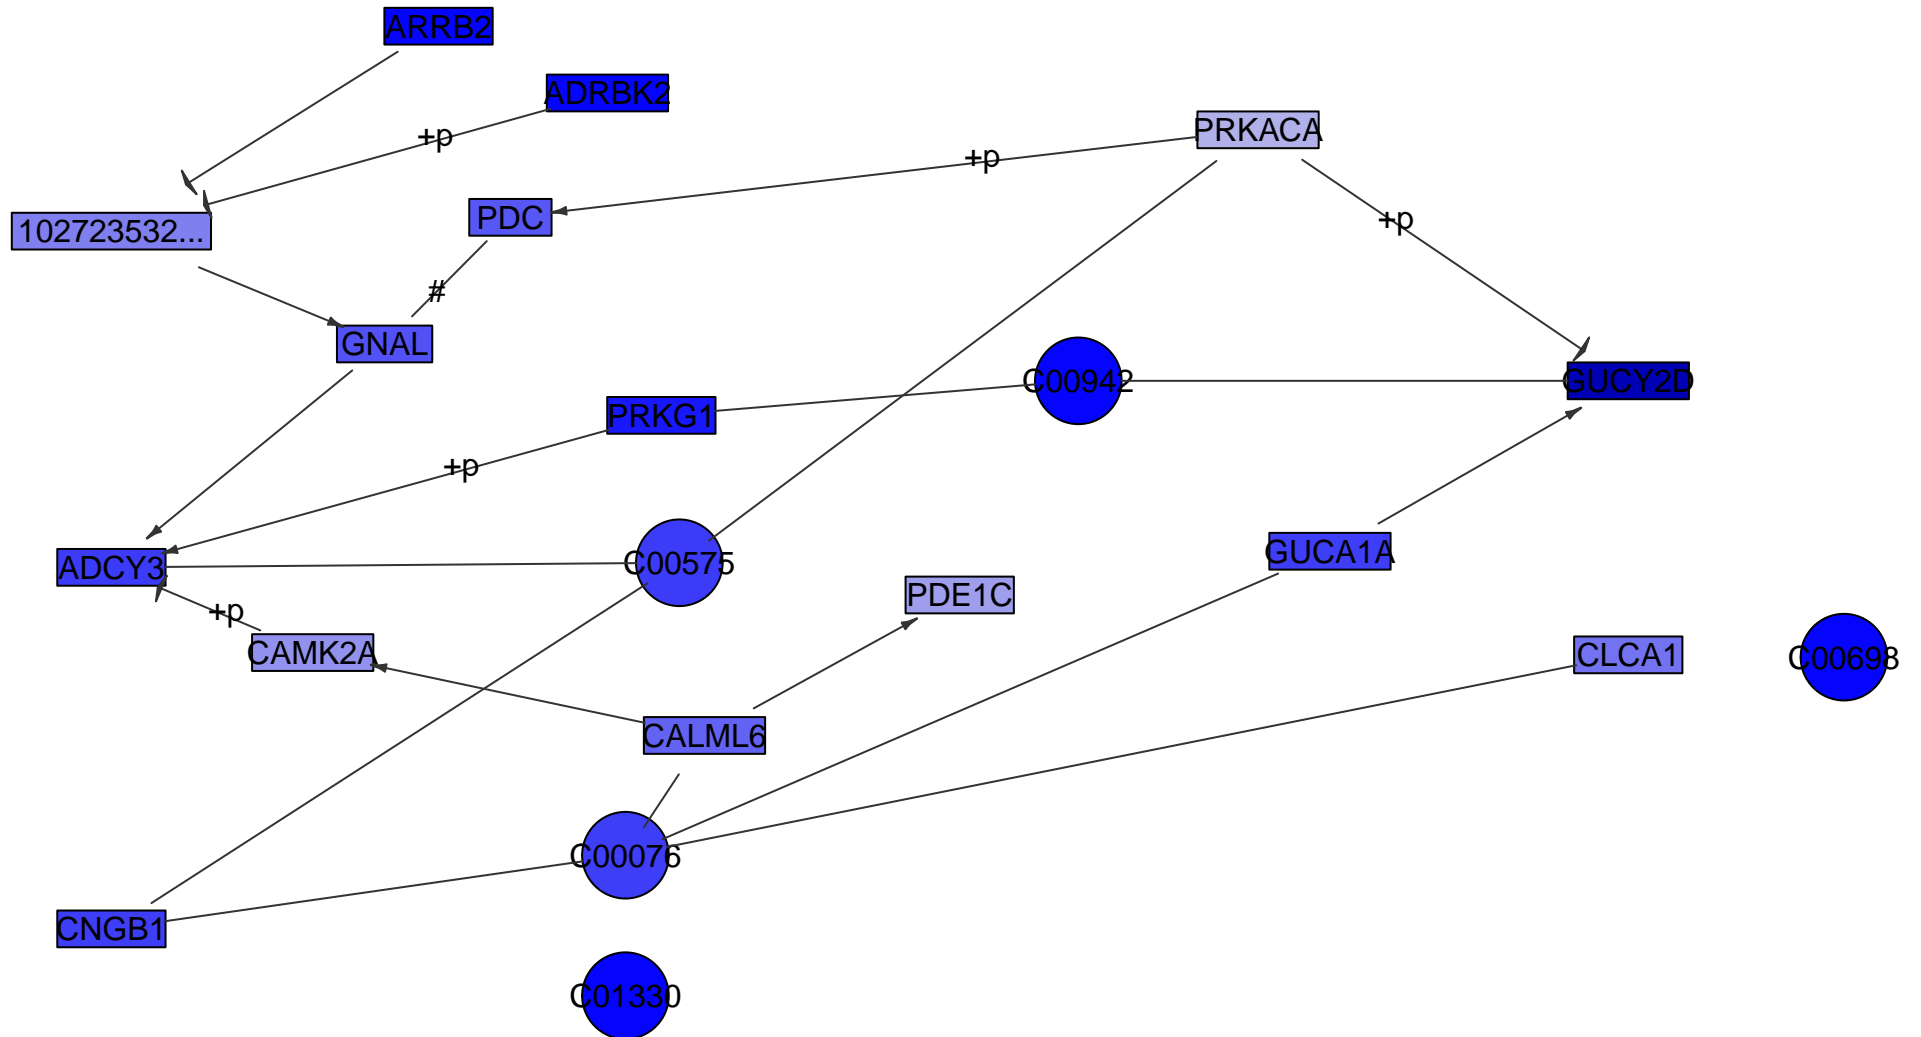 ARRB2
ADRBK2
PRKACA
+p
+p
102723532...
PDC
+p
#
GNAL
C00942
GUCY2D
PRKG1
+p
ADCY3
C00575
GUCA1A
PDE1C
+p
CAMK2A
CLCA1
C00698
CALML6
C00076
CNGB1
C01330